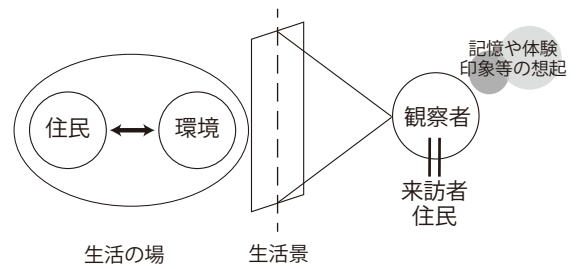 記憶や体験
印象等の想起
住民
環境
観察者
来訪者
住民
生活の場
生活景